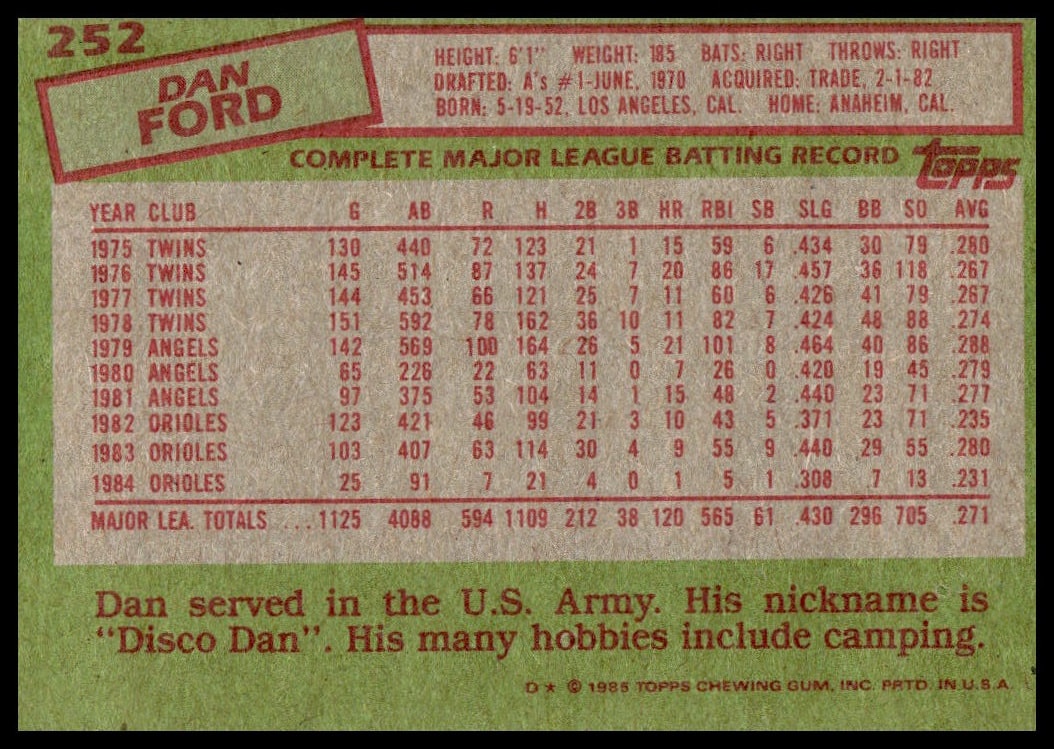 252
DAN
FORD
HEIGHT: 6'1" WEIGHT: 185 BATS: RIGHT THROWS: RIGHT
DRAFTED: A's #1-JUNE, 1970 ACQUIRED: TRADE, 2-1-82
BORN: 5-19-52, LOS ANGELES, CAL. HOME: ANAHEIM, CAL.
COMPLETE MAJOR LEAGUE BATTING RECORD topps
YEAR CLUB G AB R H 2B 3B HR RBI SB SLG BB SO AVG
1975 TWINS 130 440 72 123 21 1 15 59 6 .434 30 79 .280
1976 TWINS 145 514 87 137 24 7 20 86 17 .457 36 118 .267
1977 TWINS 144 453 66 121 25 7 11 60 6 .426 41 79 .267
1978 TWINS 151 592 78 162 36 10 11 82 7 .424 48 88 .274
1979 ANGELS 142 569 100 164 26 5 21 101 8 .464 40 86 .288
1980 ANGELS 65 226 22 63 11 0 7 26 0 .420 19 45 .279
1981 ANGELS 97 375 53 104 14 1 15 48 2 .440 23 71 .277
1982 ORIOLES 123 421 46 99 21 3 10 43 5 .371 23 71 .235
1983 ORIOLES 103 407 63 114 30 4 9 55 9 .440 29 55 .280
1984 ORIOLES 25 91 7 21 4 0 1 5 1 .308 7 13 .231
MAJOR LEA. TOTALS ... 1125 4088 594 1109 212 38 120 565 61 .430 296 705 .271
Dan served in the U.S. Army. His nickname is
"Disco Dan". His many hobbies include camping.
D★ © 1985 TOPPS CHEWING GUM, INC. PRTD. IN U.S.A.